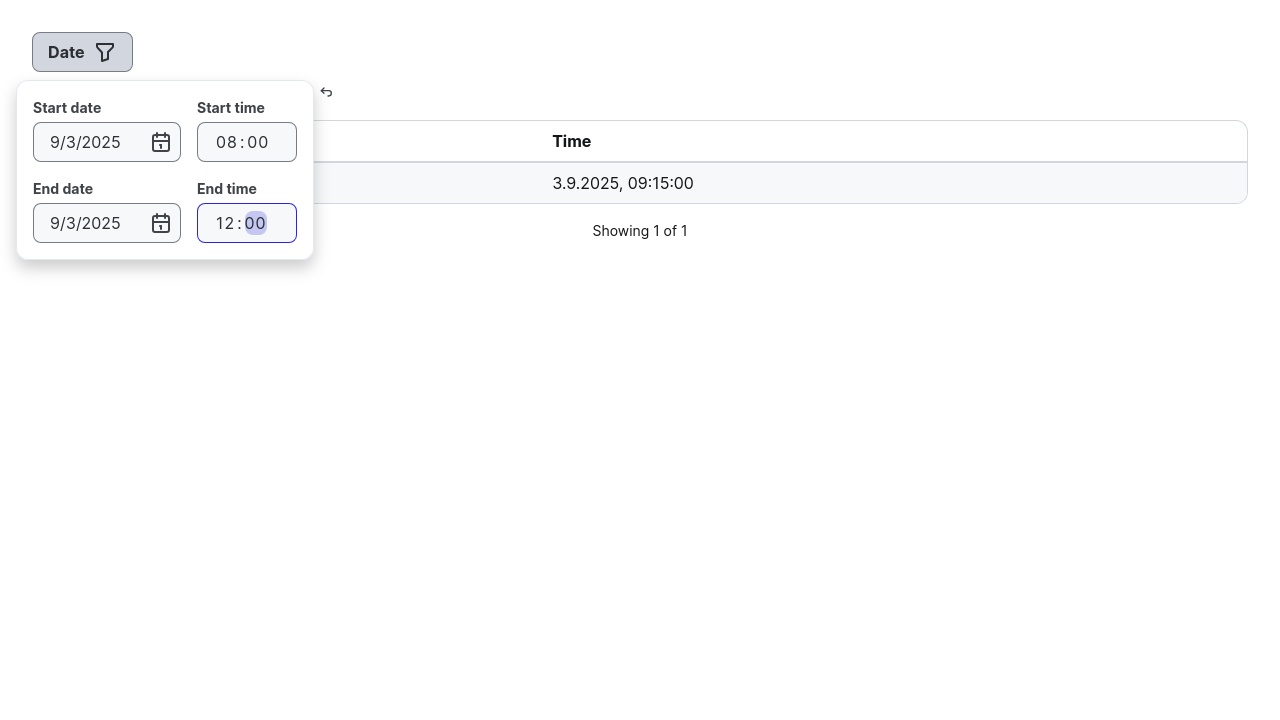 Date
Start date Start time
9/3/2025 08:00
End date End time
9/3/2025 12:00
Time
3.9.2025, 09:15:00
Showing 1 of 1